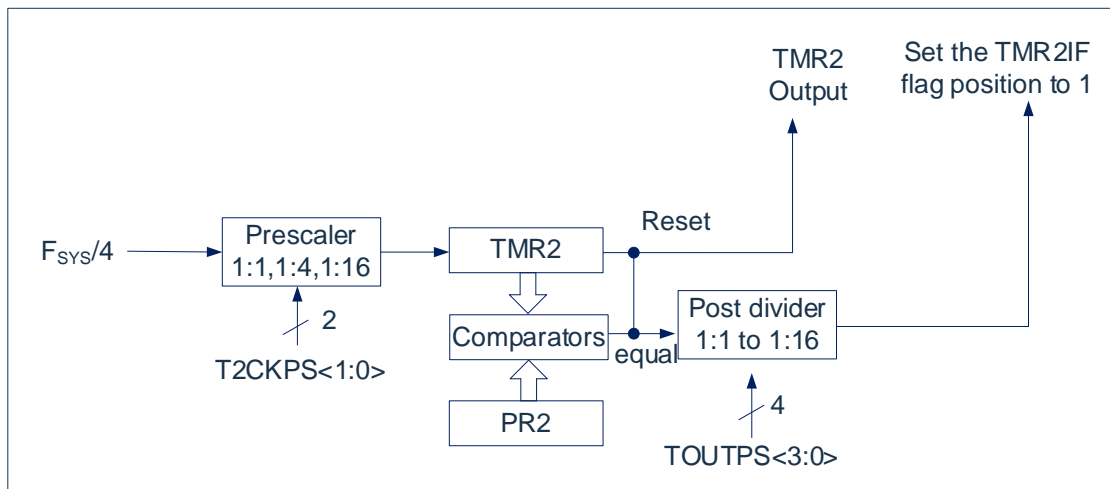 TMR2
Output
Set the TMR2IF
flag position to 1
Reset
F_SYS/4
Prescaler
1:1,1:4,1:16
TMR2
2
T2CKPS<1:0>
Comparators
equal
Post divider
1:1 to 1:16
PR2
4
TOUTPS<3:0>